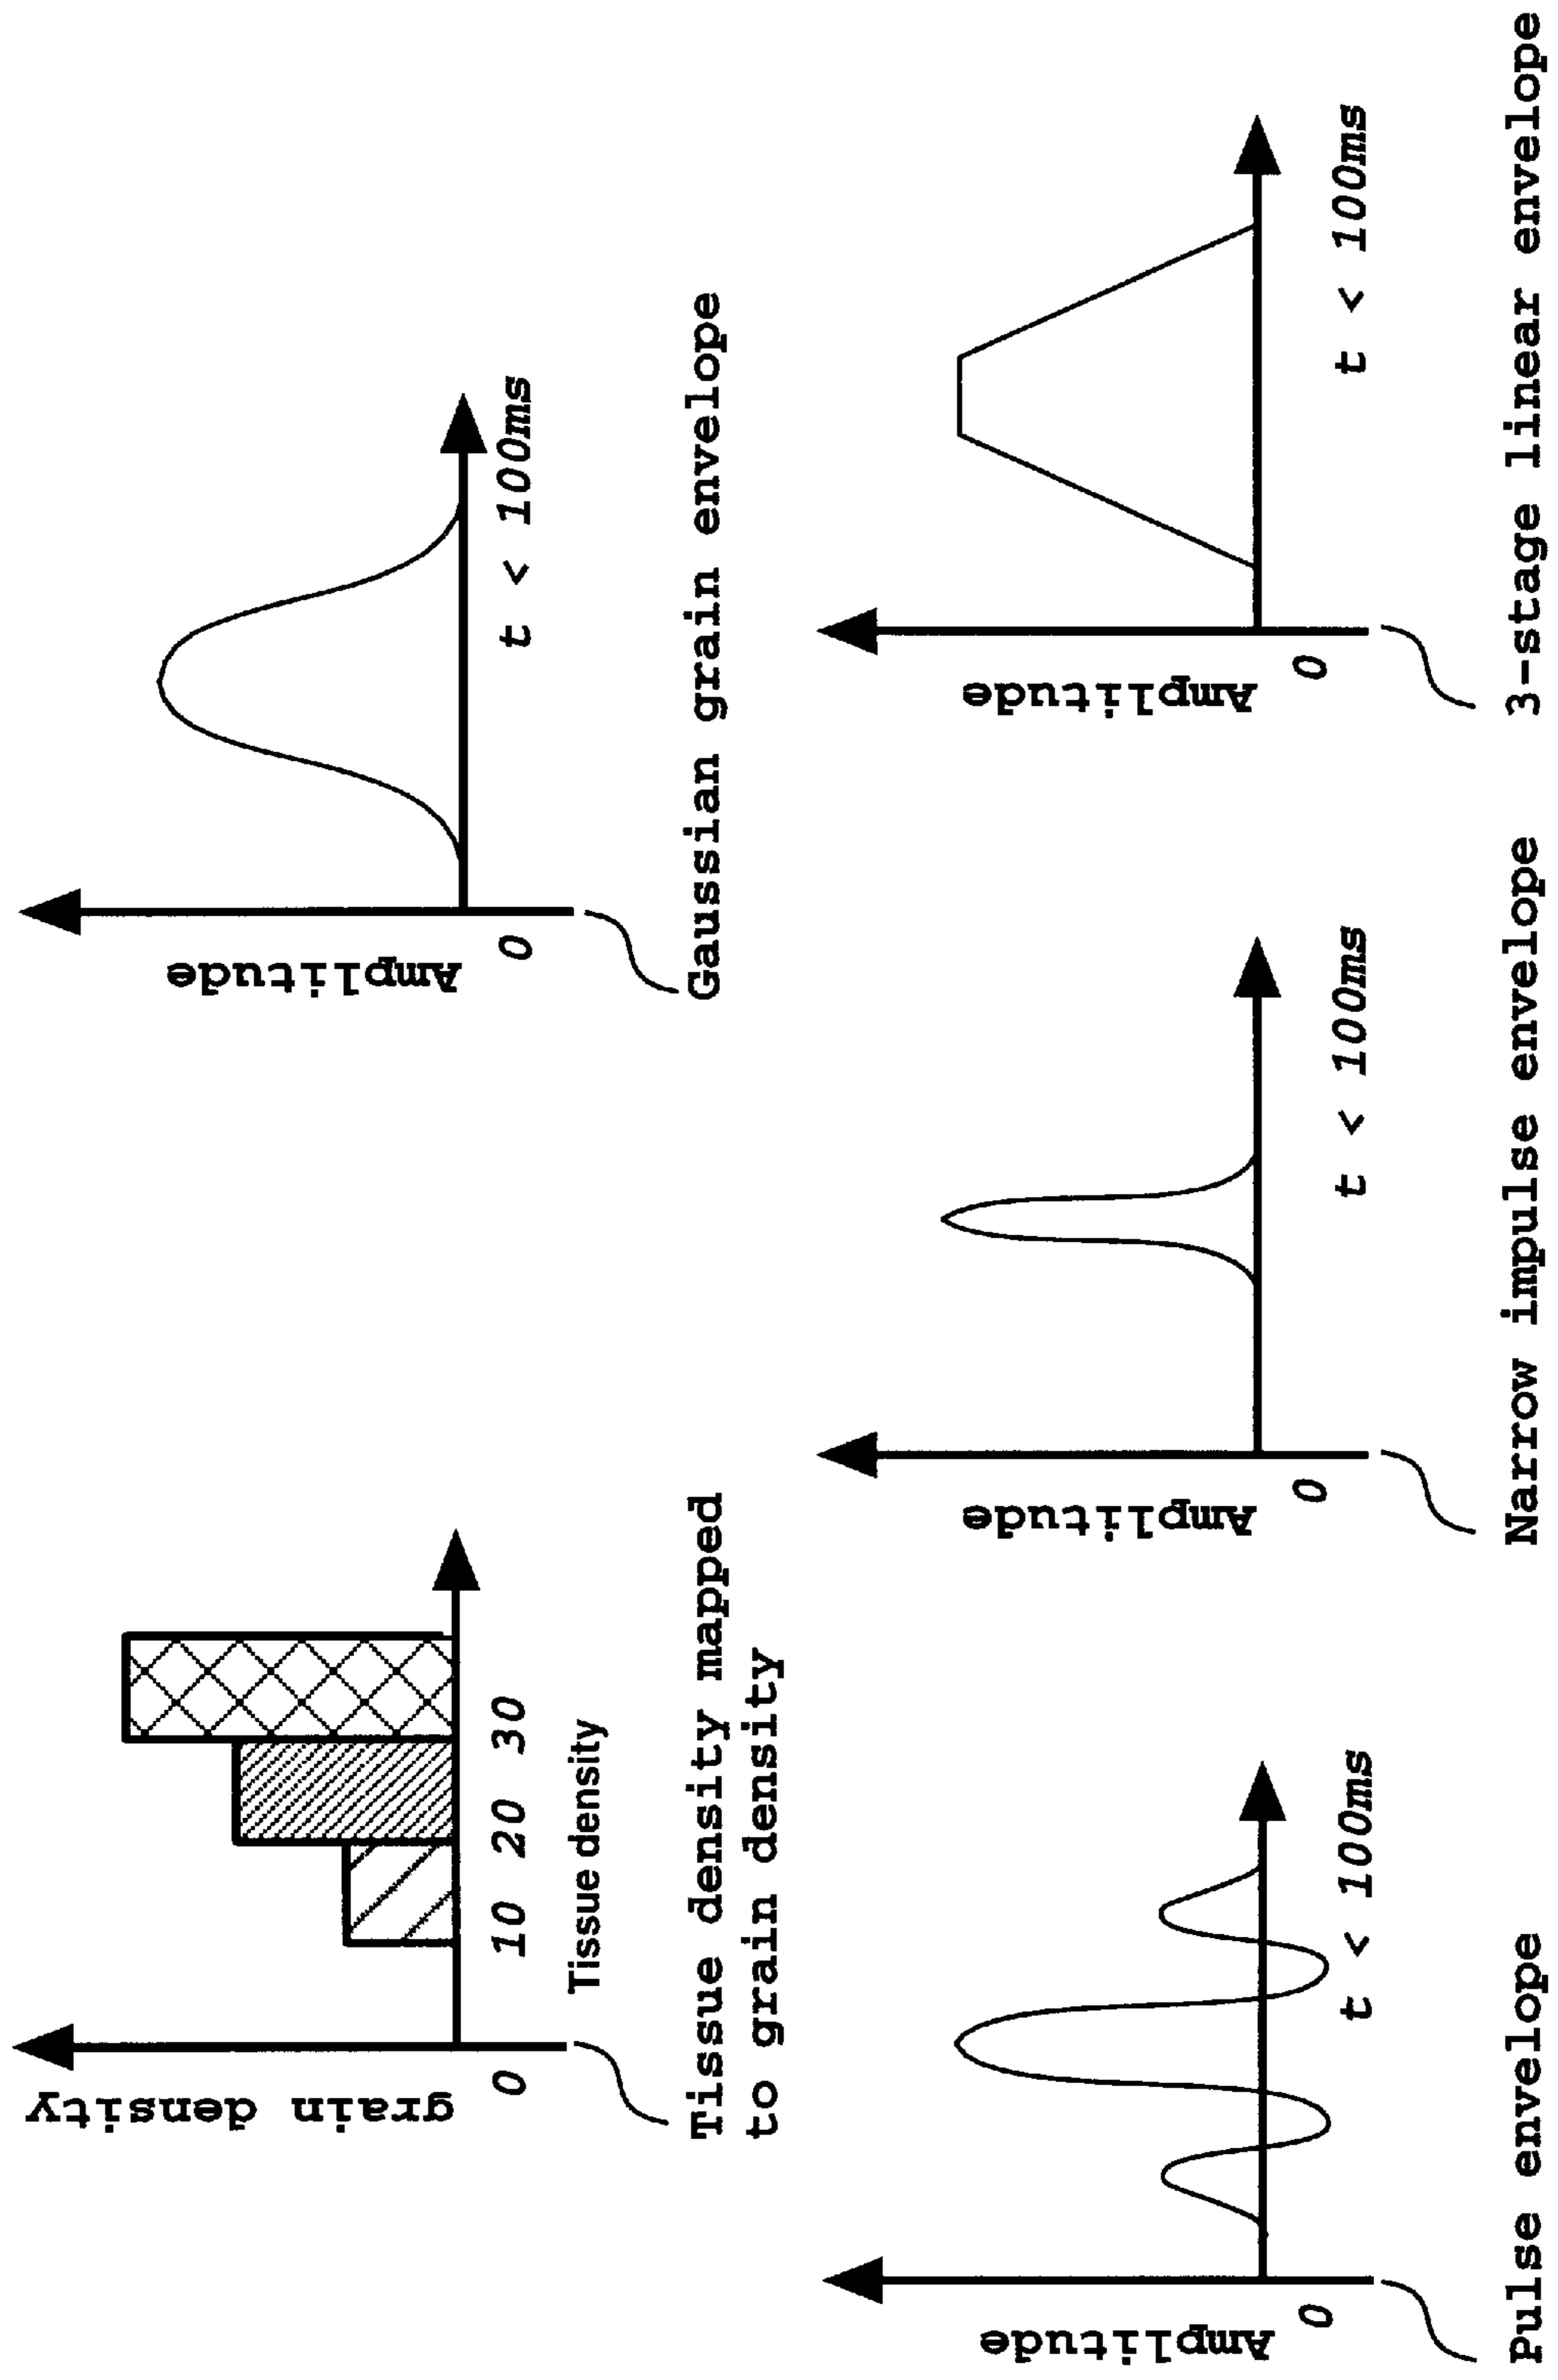 grain density
0
10 20 30
Tissue density
Tissue density mapped
to grain density
Amplitude
0
t < 100ms
Gaussian grain envelope
Amplitude
0
t < 100ms
Pulse envelope
Amplitude
0
t < 100ms
Narrow impulse envelope
Amplitude
0
t < 100ms
3-stage linear envelope